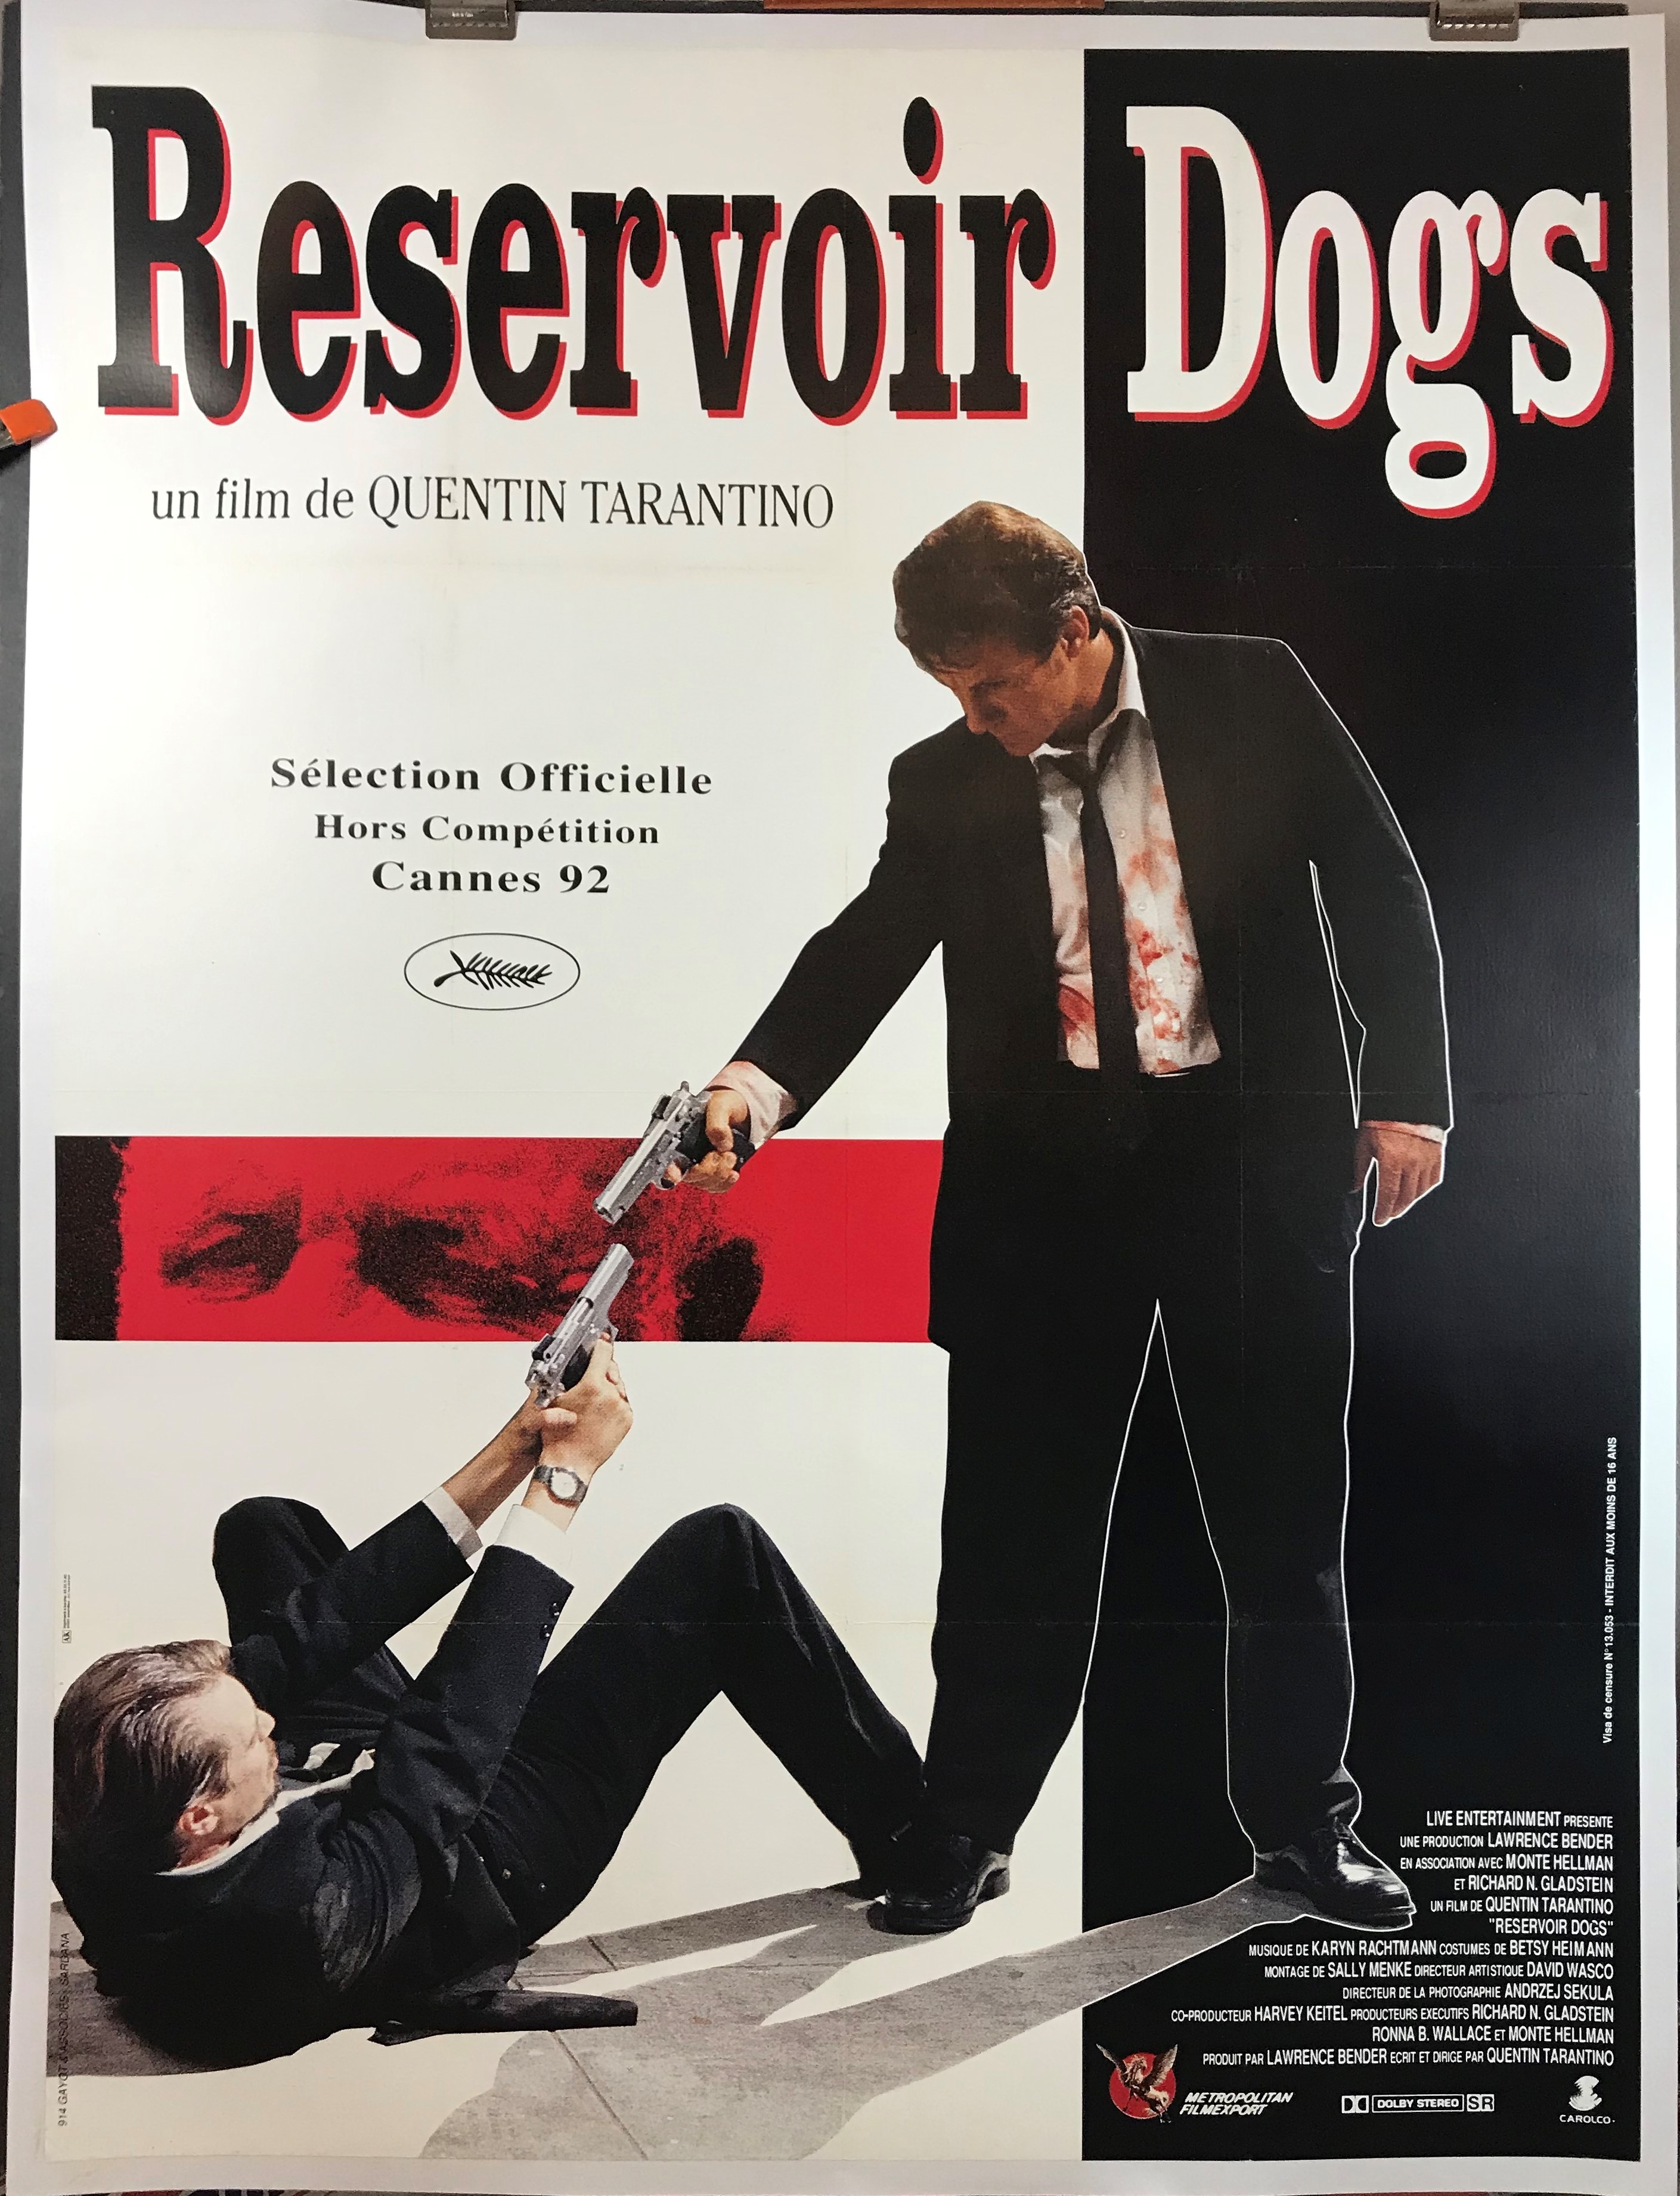 Reservoir Dogs
un film de QUENTIN TARANTINO
Sélection Officielle
Hors Compétition
Cannes 92
Visa de censure N°13.053 - INTERDIT AUX MOINS DE 16 ANS
LIVE ENTERTAINMENT PRESENTE
UNE PRODUCTION LAWRENCE BENDER
EN ASSOCIATION AVEC MONTE HELLMAN
ET RICHARD N. GLADSTEIN
UN FILM DE QUENTIN TARANTINO
"RESERVOIR DOGS"
MUSIQUE DE KARYN RACHTMANN COSTUMES DE BETSY HEIMANN
MONTAGE DE SALLY MENKE DIRECTEUR ARTISTIQUE DAVID WASCO
DIRECTEUR DE LA PHOTOGRAPHIE ANDRZEJ SEKULA
CO-PRODUCTEUR HARVEY KEITEL PRODUCTEURS EXECUTIFS RICHARD N. GLADSTEIN
RONNA B. WALLACE ET MONTE HELLMAN
PRODUIT PAR LAWRENCE BENDER ECRIT ET DIRIGE PAR QUENTIN TARANTINO
METROPOLITAN
FILMEXPORT
DOLBY STEREO SR
CAROLCO
914 GAYOT & ASSOCIÉS SARDANA